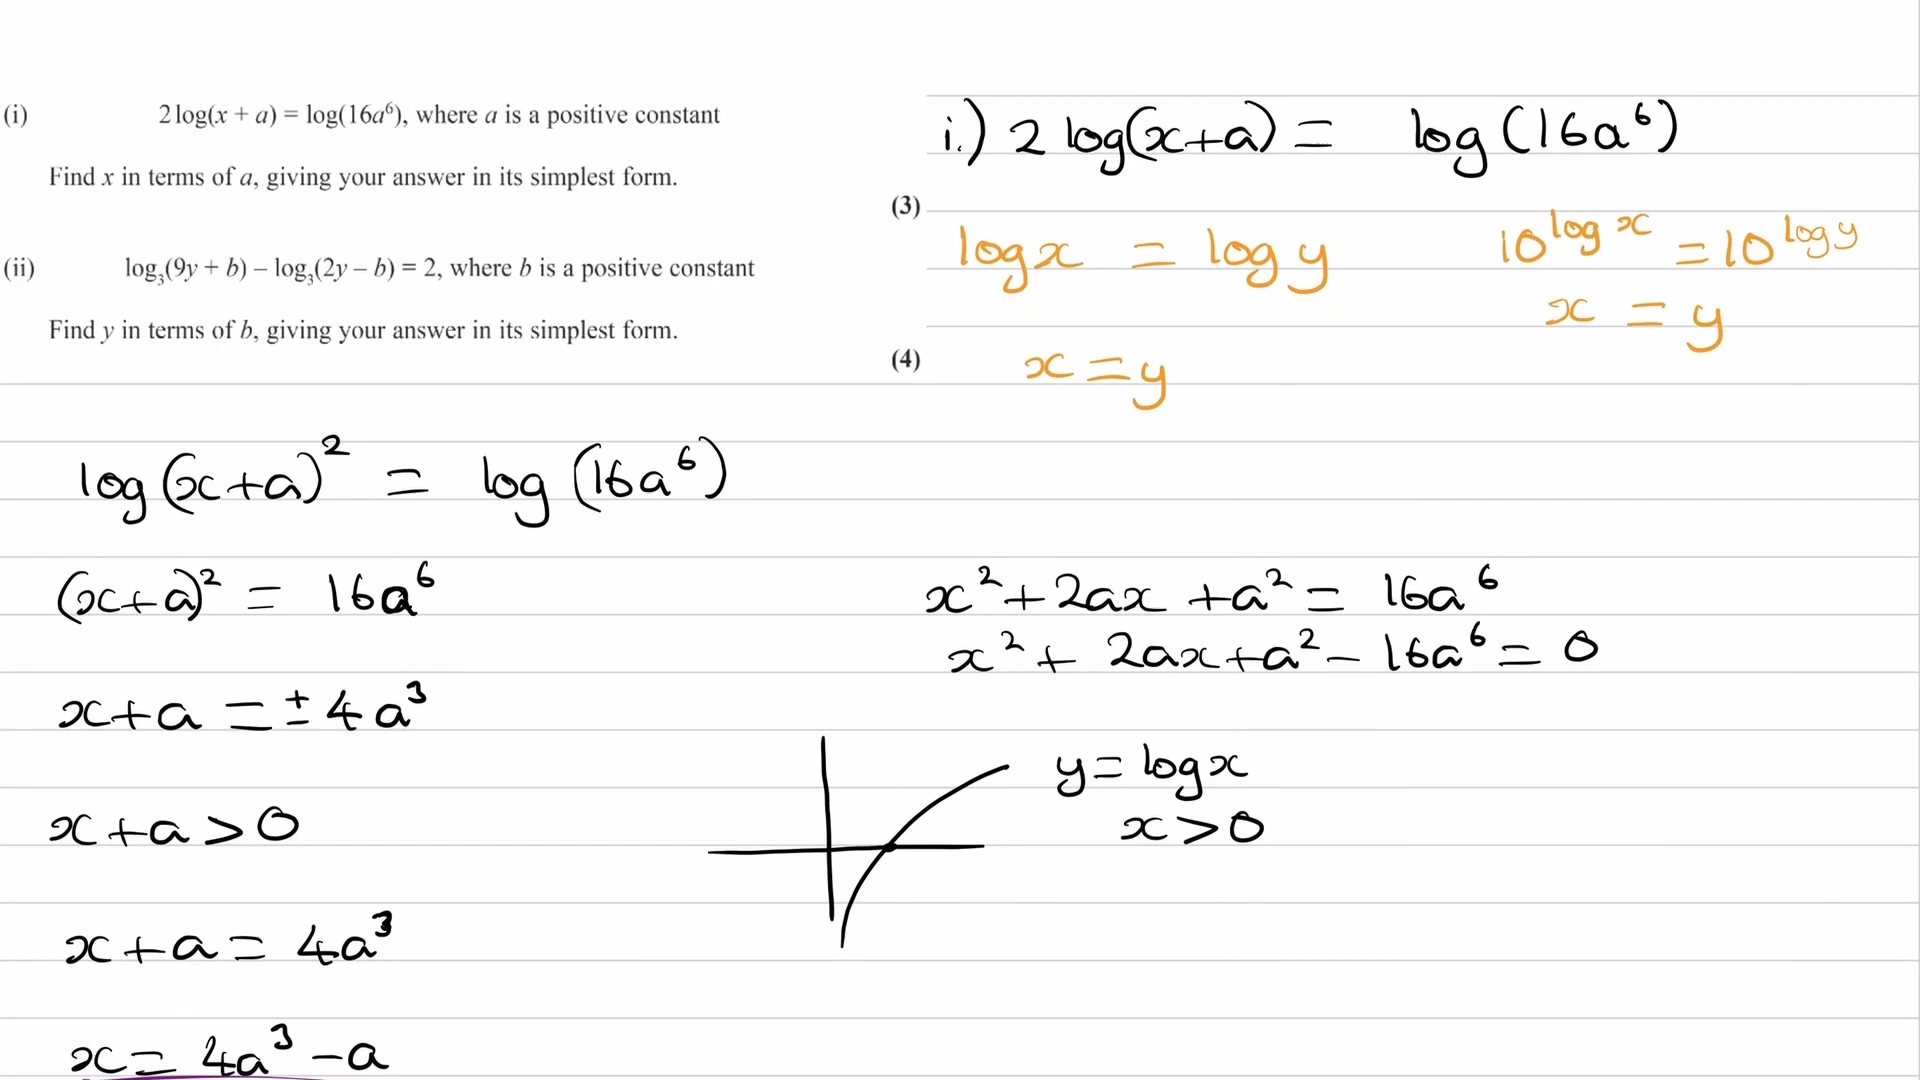 (i) 2 log(x + a) = log(16a⁶), where a is a positive constant
Find x in terms of a, giving your answer in its simplest form.
(3)
(ii) log₃(9y + b) – log₃(2y – b) = 2, where b is a positive constant
Find y in terms of b, giving your answer in its simplest form.
(4)
i.) 2 log(x+a) = log(16a⁶)
log x = log y
x = y
10^(log x) = 10^(log y)
x = y
log(x+a)² = log(16a⁶)
(x+a)² = 16a⁶
x+a = ±4a³
x+a > 0
x+a = 4a³
x = 4a³ – a
x² + 2ax + a² = 16a⁶
x² + 2ax + a² – 16a⁶ = 0
y = log x
x > 0